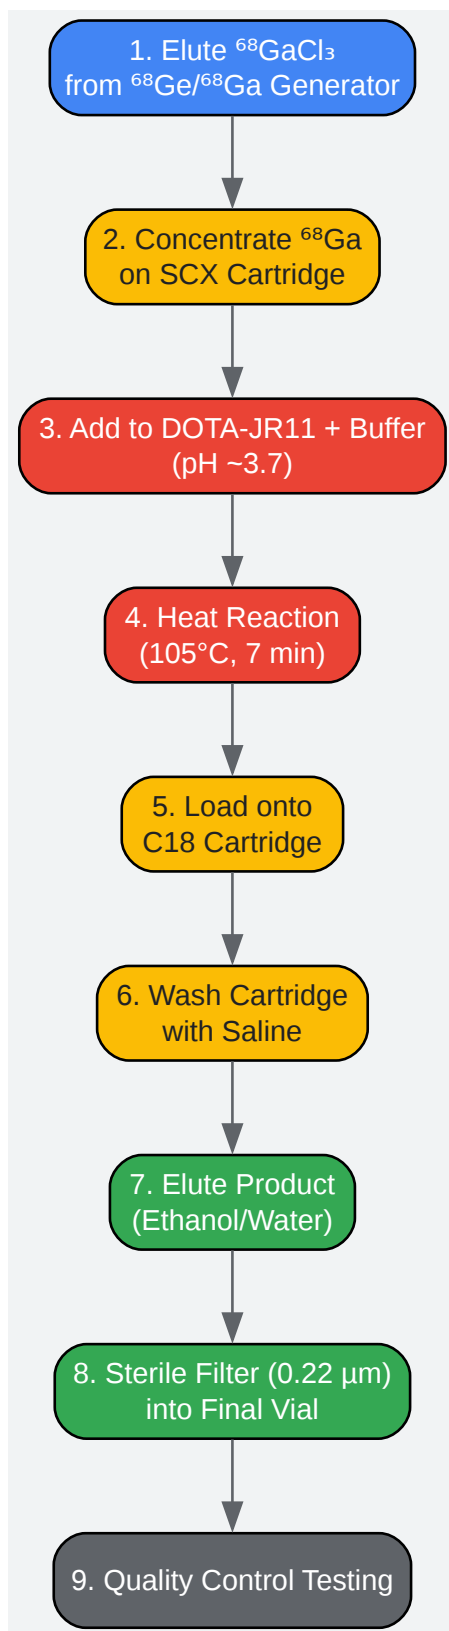 1. Elute ⁶⁸GaCl₃
from ⁶⁸Ge/⁶⁸Ga Generator
2. Concentrate ⁶⁸Ga
on SCX Cartridge
3. Add to DOTA-JR11 + Buffer
(pH ~3.7)
4. Heat Reaction
(105°C, 7 min)
5. Load onto
C18 Cartridge
6. Wash Cartridge
with Saline
7. Elute Product
(Ethanol/Water)
8. Sterile Filter (0.22 µm)
into Final Vial
9. Quality Control Testing